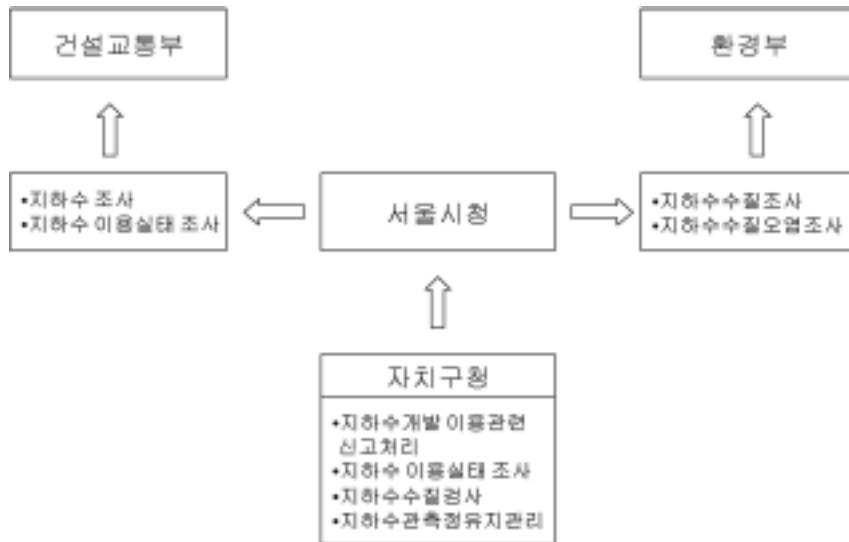 건설교통부
환경부
•지하수 조사
•지하수 이용실태 조사
서울시청
•지하수수질조사
•지하수수질오염조사
자치구청
•지하수개발 이용관련
신고처리
•지하수 이용실태 조사
•지하수수질검사
•지하수관측정유지관리